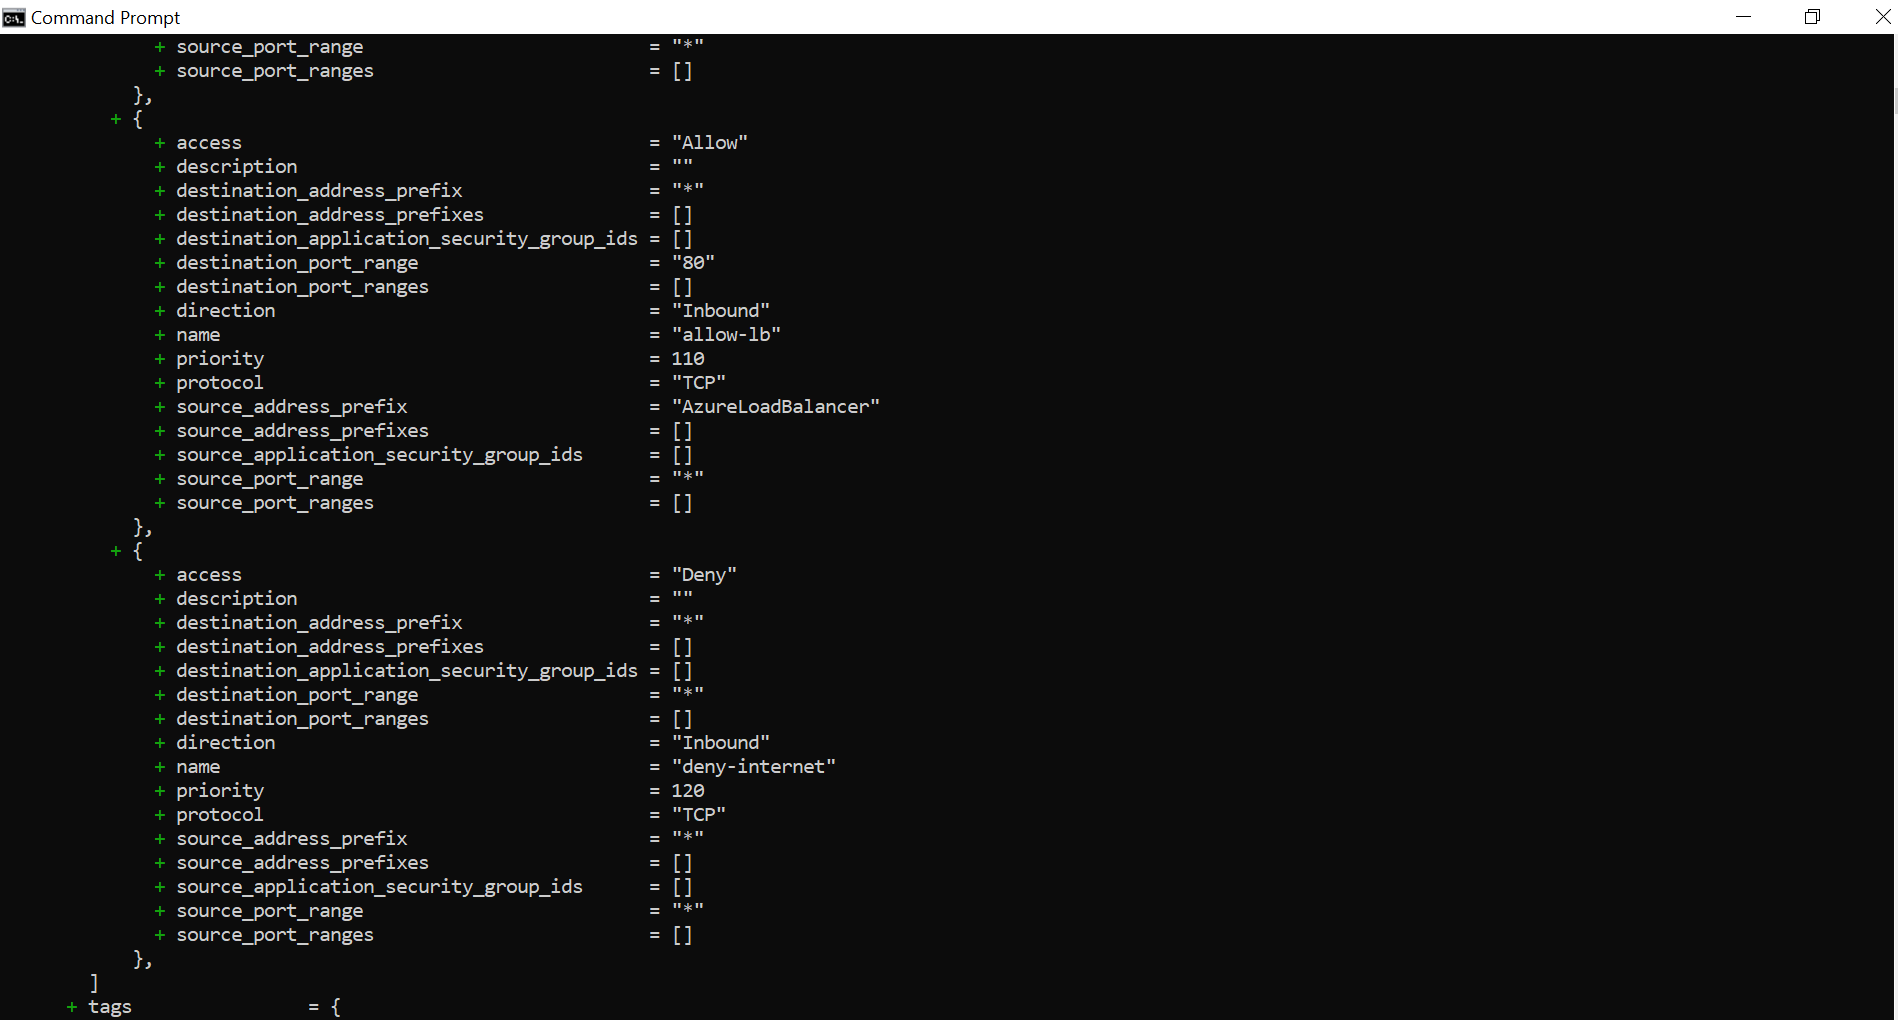 Command Prompt
+ source_port_range = "*"
+ source_port_ranges = []
},
+ {
+ access = "Allow"
+ description = ""
+ destination_address_prefix = "*"
+ destination_address_prefixes = []
+ destination_application_security_group_ids = []
+ destination_port_range = "80"
+ destination_port_ranges = []
+ direction = "Inbound"
+ name = "allow-lb"
+ priority = 110
+ protocol = "TCP"
+ source_address_prefix = "AzureLoadBalancer"
+ source_address_prefixes = []
+ source_application_security_group_ids = []
+ source_port_range = "*"
+ source_port_ranges = []
},
+ {
+ access = "Deny"
+ description = ""
+ destination_address_prefix = "*"
+ destination_address_prefixes = []
+ destination_application_security_group_ids = []
+ destination_port_range = "*"
+ destination_port_ranges = []
+ direction = "Inbound"
+ name = "deny-internet"
+ priority = 120
+ protocol = "TCP"
+ source_address_prefix = "*"
+ source_address_prefixes = []
+ source_application_security_group_ids = []
+ source_port_range = "*"
+ source_port_ranges = []
},
]
+ tags = {